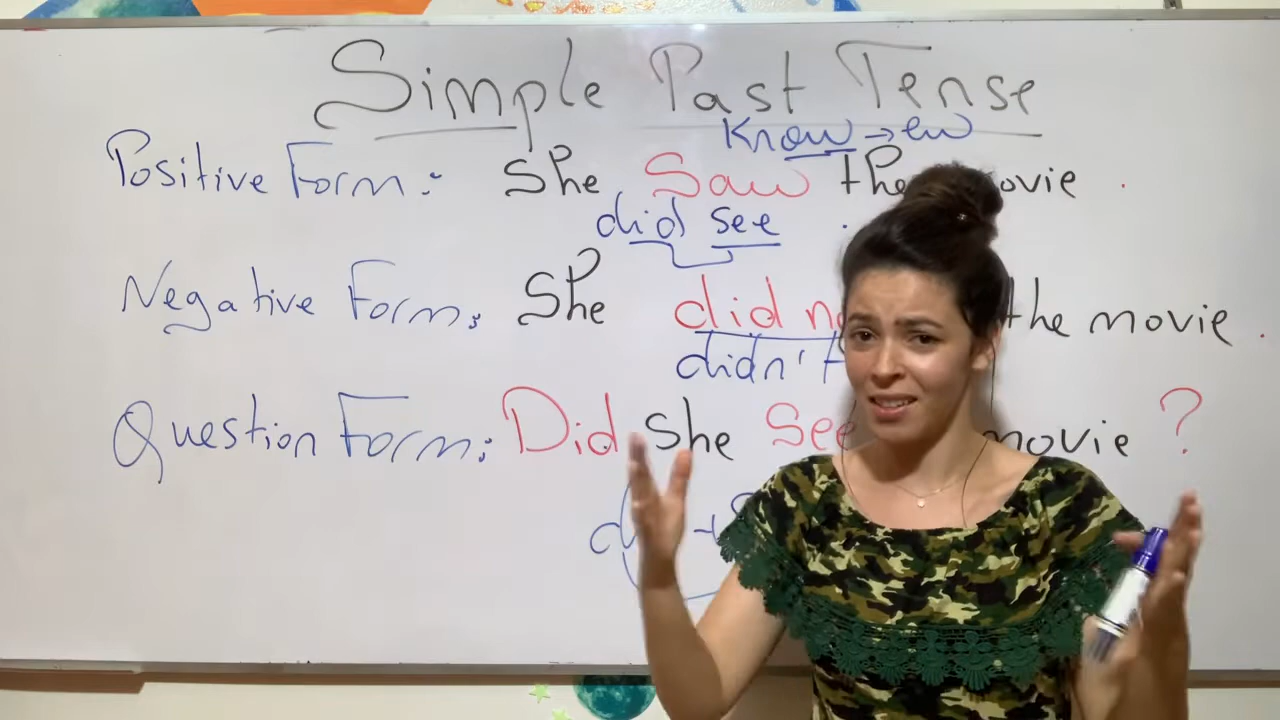 Simple Past Tense
Know → ew
Positive Form: She Saw the movie .
did see
Negative Form: She did the movie .
didn't
Question Form: Did she See movie ?